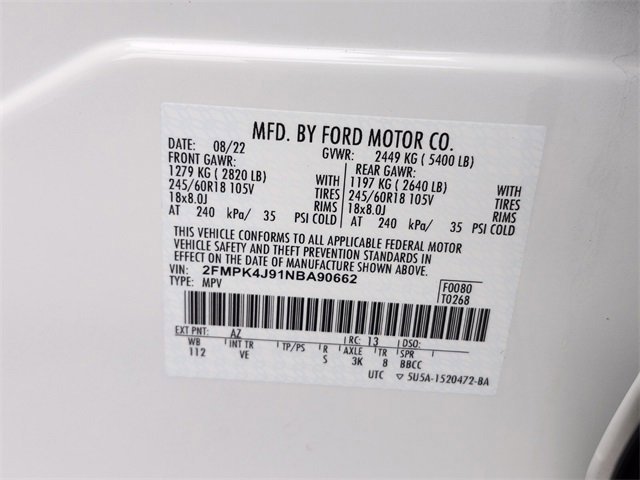 MFD. BY FORD MOTOR CO.
DATE: 08/22 GVWR: 2449 KG ( 5400 LB)
FRONT GAWR: REAR GAWR:
1279 KG ( 2820 LB) WITH 1197 KG ( 2640 LB) WITH
245/60R18 105V TIRES 245/60R18 105V TIRES
18x8.0J RIMS 18x8.0J RIMS
AT 240 kPa/ 35 PSI COLD AT 240 kPa/ 35 PSI COLD
THIS VEHICLE CONFORMS TO ALL APPLICABLE FEDERAL MOTOR
VEHICLE SAFETY AND THEFT PREVENTION STANDARDS IN
EFFECT ON THE DATE OF MANUFACTURE SHOWN ABOVE.
VIN: 2FMPK4J91NBA90662 F0080
TYPE: MPV T0268
EXT PNT: AZ RC: 13 DSO:
WB INT TR TP/PS R AXLE TR SPR
112 VE S 3K 8 BBCC
UTC ▽ 5U5A-1520472-BA